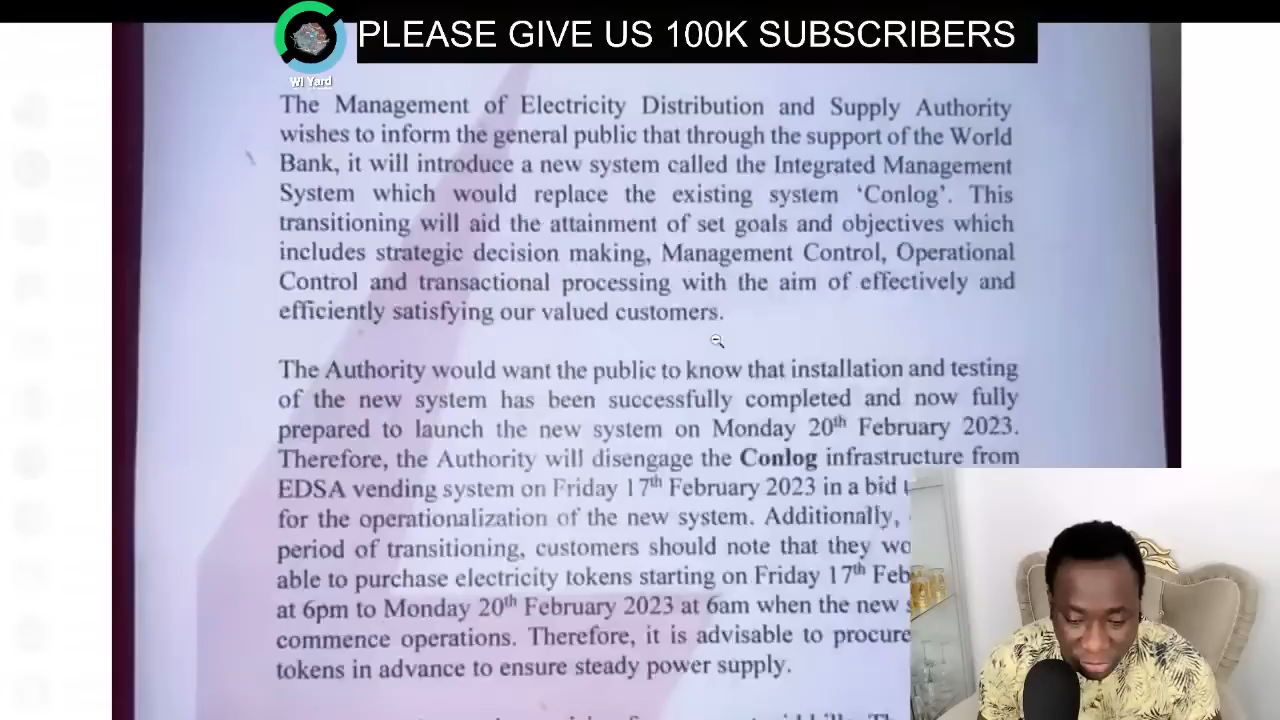 PLEASE GIVE US 100K SUBSCRIBERS
Wi Yard
The Management of Electricity Distribution and Supply Authority
wishes to inform the general public that through the support of the World
Bank, it will introduce a new system called the Integrated Management
System which would replace the existing system ‘Conlog’. This
transitioning will aid the attainment of set goals and objectives which
includes strategic decision making, Management Control, Operational
Control and transactional processing with the aim of effectively and
efficiently satisfying our valued customers.
The Authority would want the public to know that installation and testing
of the new system has been successfully completed and now fully
prepared to launch the new system on Monday 20th February 2023.
Therefore, the Authority will disengage the Conlog infrastructure from
EDSA vending system on Friday 17th February 2023 in a bid
for the operationalization of the new system. Additionally,
period of transitioning, customers should note that they wo
able to purchase electricity tokens starting on Friday 17th Feb
at 6pm to Monday 20th February 2023 at 6am when the new
commence operations. Therefore, it is advisable to procure
tokens in advance to ensure steady power supply.